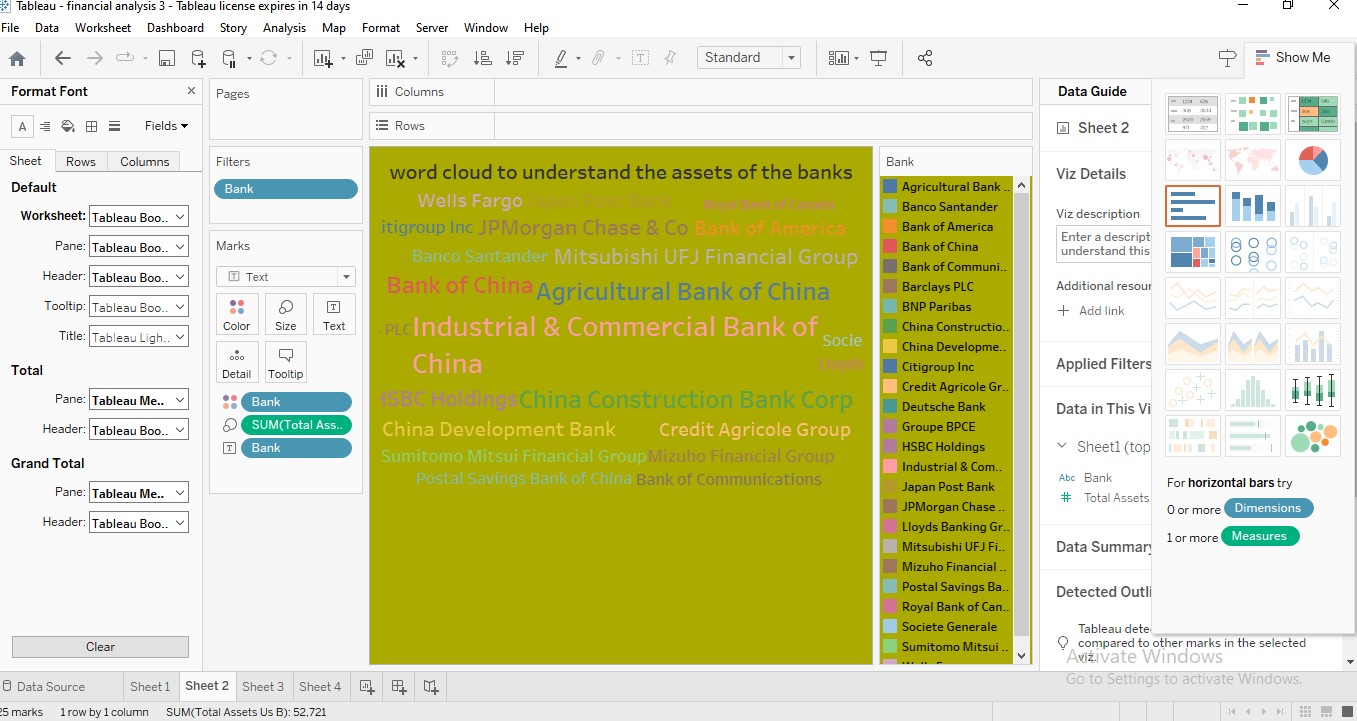 Tableau - financial analysis 3 - Tableau license expires in 14 days
File Data Worksheet Dashboard Story Analysis Map Format Server Window Help
Standard
Show Me
Format Font
Fields
Sheet Rows Columns
Default
Worksheet: Tableau Boo..
Pane: Tableau Boo..
Header: Tableau Boo..
Tooltip: Tableau Boo..
Title: Tableau Ligh..
Total
Pane: Tableau Me..
Header: Tableau Boo..
Grand Total
Pane: Tableau Me..
Header: Tableau Boo..
Clear
Pages
Filters
Bank
Marks
Text
Color Size Text
Detail Tooltip
Bank
SUM(Total Ass..
Bank
Columns
Rows
word cloud to understand the assets of the banks
Wells Fargo Japan Post Bank Royal Bank of Canada
itigroup Inc JPMorgan Chase & Co Bank of America
Banco Santander Mitsubishi UFJ Financial Group
Bank of China Agricultural Bank of China
PLC Industrial & Commercial Bank of
China
Socie
Lloyds
HSBC Holdings China Construction Bank Corp
China Development Bank Credit Agricole Group
Sumitomo Mitsui Financial Group Mizuho Financial Group
Postal Savings Bank of China Bank of Communications
Bank
Agricultural Bank ..
Banco Santander
Bank of America
Bank of China
Bank of Communi..
Barclays PLC
BNP Paribas
China Constructio..
China Developme..
Citigroup Inc
Credit Agricole Gr..
Deutsche Bank
Groupe BPCE
HSBC Holdings
Industrial & Com..
Japan Post Bank
JPMorgan Chase ..
Lloyds Banking Gr..
Mitsubishi UFJ Fi..
Mizuho Financial ..
Postal Savings Ba..
Royal Bank of Can..
Societe Generale
Sumitomo Mitsui ..
Data Guide
Sheet 2
Viz Details
Viz description
Enter a descript
understand this
Additional resour
Add link
Applied Filters
Data in This Vi
Sheet1 (top
Abc Bank
# Total Assets
Data Summary
Detected Outli
Tableau dete
compared to other marks in the selected
viz.
For horizontal bars try
0 or more Dimensions
1 or more Measures
Activate Windows
Go to Settings to activate Windows.
Data Source Sheet 1 Sheet 2 Sheet 3 Sheet 4
25 marks 1 row by 1 column SUM(Total Assets Us B): 52,721